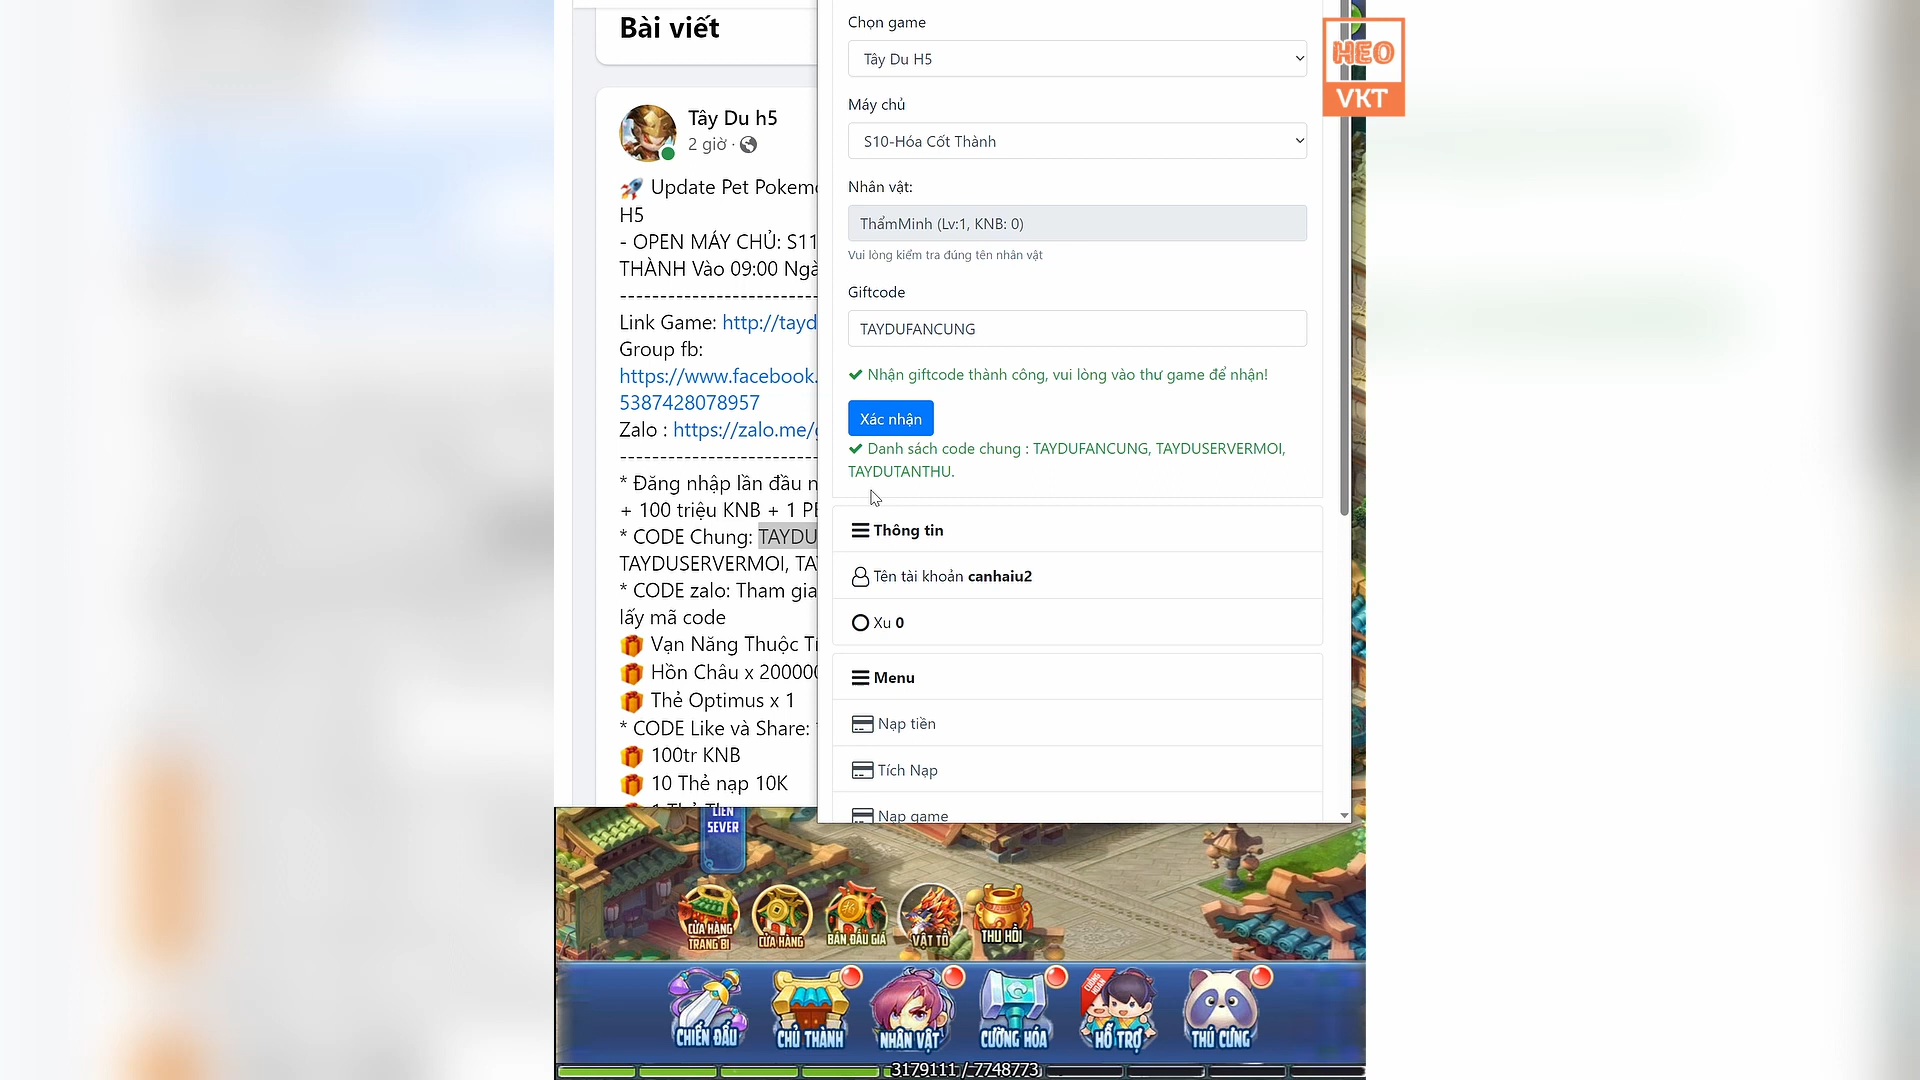 Bài viết
Tây Du h5
2 giờ ·
Update Pet Pokem
H5
- OPEN MÁY CHỦ: S11
THÀNH Vào 09:00 Ngà
------------------------
Link Game: http://tayd
Group fb:
https://www.facebook.
5387428078957
Zalo : https://zalo.me/g
------------------------
* Đăng nhập lần đầu n
+ 100 triệu KNB + 1 PE
* CODE Chung: TAYDU
TAYDUSERVERMOI, TA
* CODE zalo: Tham gia
lấy mã code
Vạn Năng Thuộc Tí
Hồn Châu x 200000
Thẻ Optimus x 1
* CODE Like và Share:
100tr KNB
10 Thẻ nạp 10K
Chọn game
Tây Du H5
Máy chủ
S10-Hóa Cốt Thành
Nhân vật:
ThẩmMinh (Lv:1, KNB: 0)
Vui lòng kiểm tra đúng tên nhân vật
Giftcode
TAYDUFANCUNG
Nhận giftcode thành công, vui lòng vào thư game để nhận!
Xác nhận
Danh sách code chung : TAYDUFANCUNG, TAYDUSERVERMOI,
TAYDUTANTHU.
Thông tin
Tên tài khoản canhaiu2
Xu 0
Menu
Nạp tiền
Tích Nạp
Nạp game
HEO
VKT
LIÊN
SEVER
CỬA HÀNG
TRANG BỊ
CỬA HÀNG
BÁN ĐẤU GIÁ
VẬT TỔ
THU HỒI
CHIẾN ĐẤU
CHỦ THÀNH
NHÂN VẬT
CƯỜNG HÓA
HỖ TRỢ
THÚ CƯNG
3179111 / 7748773